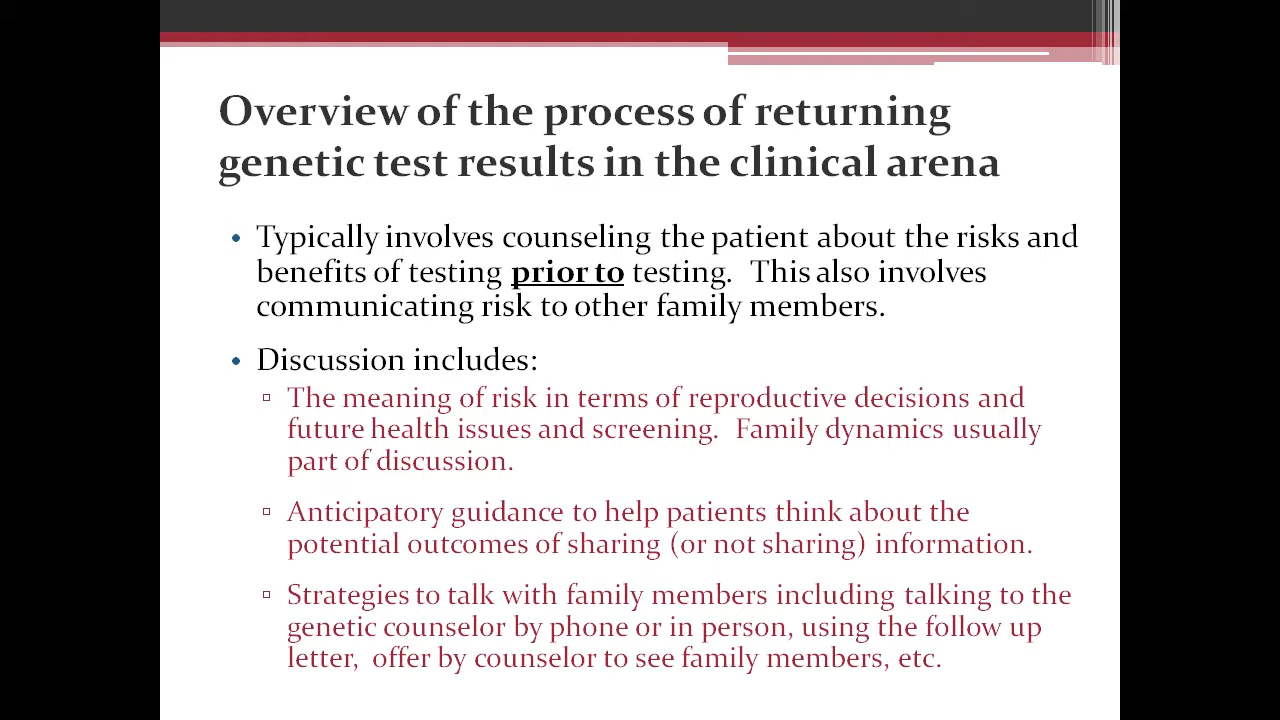 Overview of the process of returning
genetic test results in the clinical arena
• Typically involves counseling the patient about the risks and
benefits of testing prior to testing.  This also involves
communicating risk to other family members.
• Discussion includes:
▫ The meaning of risk in terms of reproductive decisions and
future health issues and screening.  Family dynamics usually
part of discussion.
▫ Anticipatory guidance to help patients think about the
potential outcomes of sharing (or not sharing) information.
▫ Strategies to talk with family members including talking to the
genetic counselor by phone or in person, using the follow up
letter,  offer by counselor to see family members, etc.